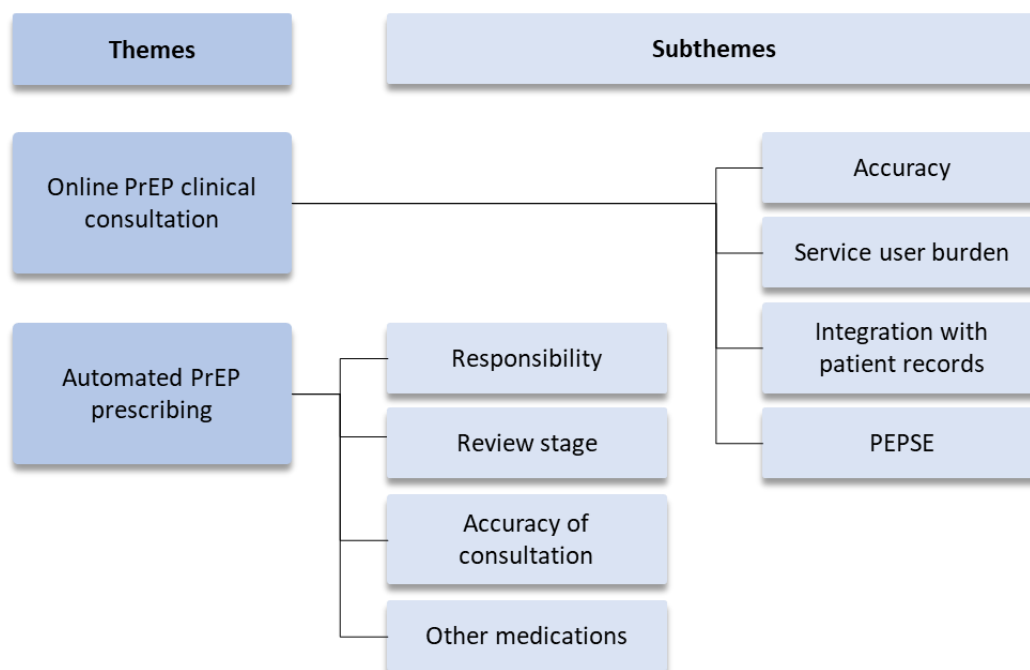 Themes
Subthemes
Online PrEP clinical
consultation
Accuracy
Service user burden
Integration with
patient records
PEPSE
Automated PrEP
prescribing
Responsibility
Review stage
Accuracy of
consultation
Other medications